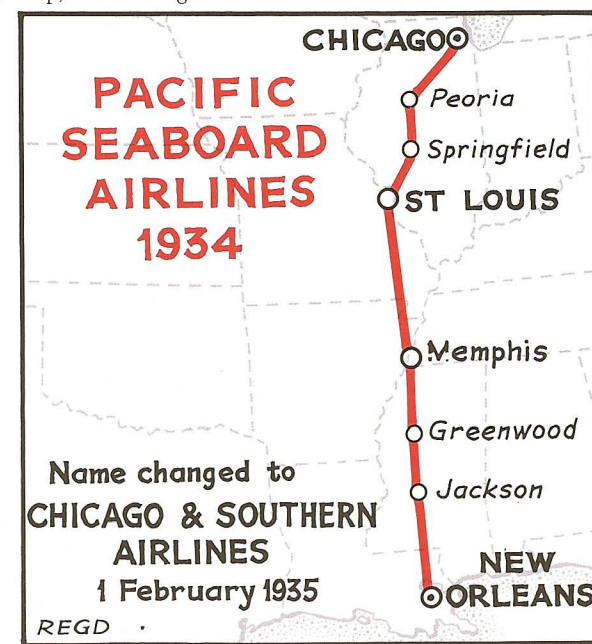 CHICAGO
PACIFIC
SEABOARD
AIRLINES
1934
Peoria
Springfield
ST LOUIS
Memphis
Greenwood
Jackson
Name changed to
CHICAGO & SOUTHERN
AIRLINES
1 February 1935
NEW
ORLEANS
REGD